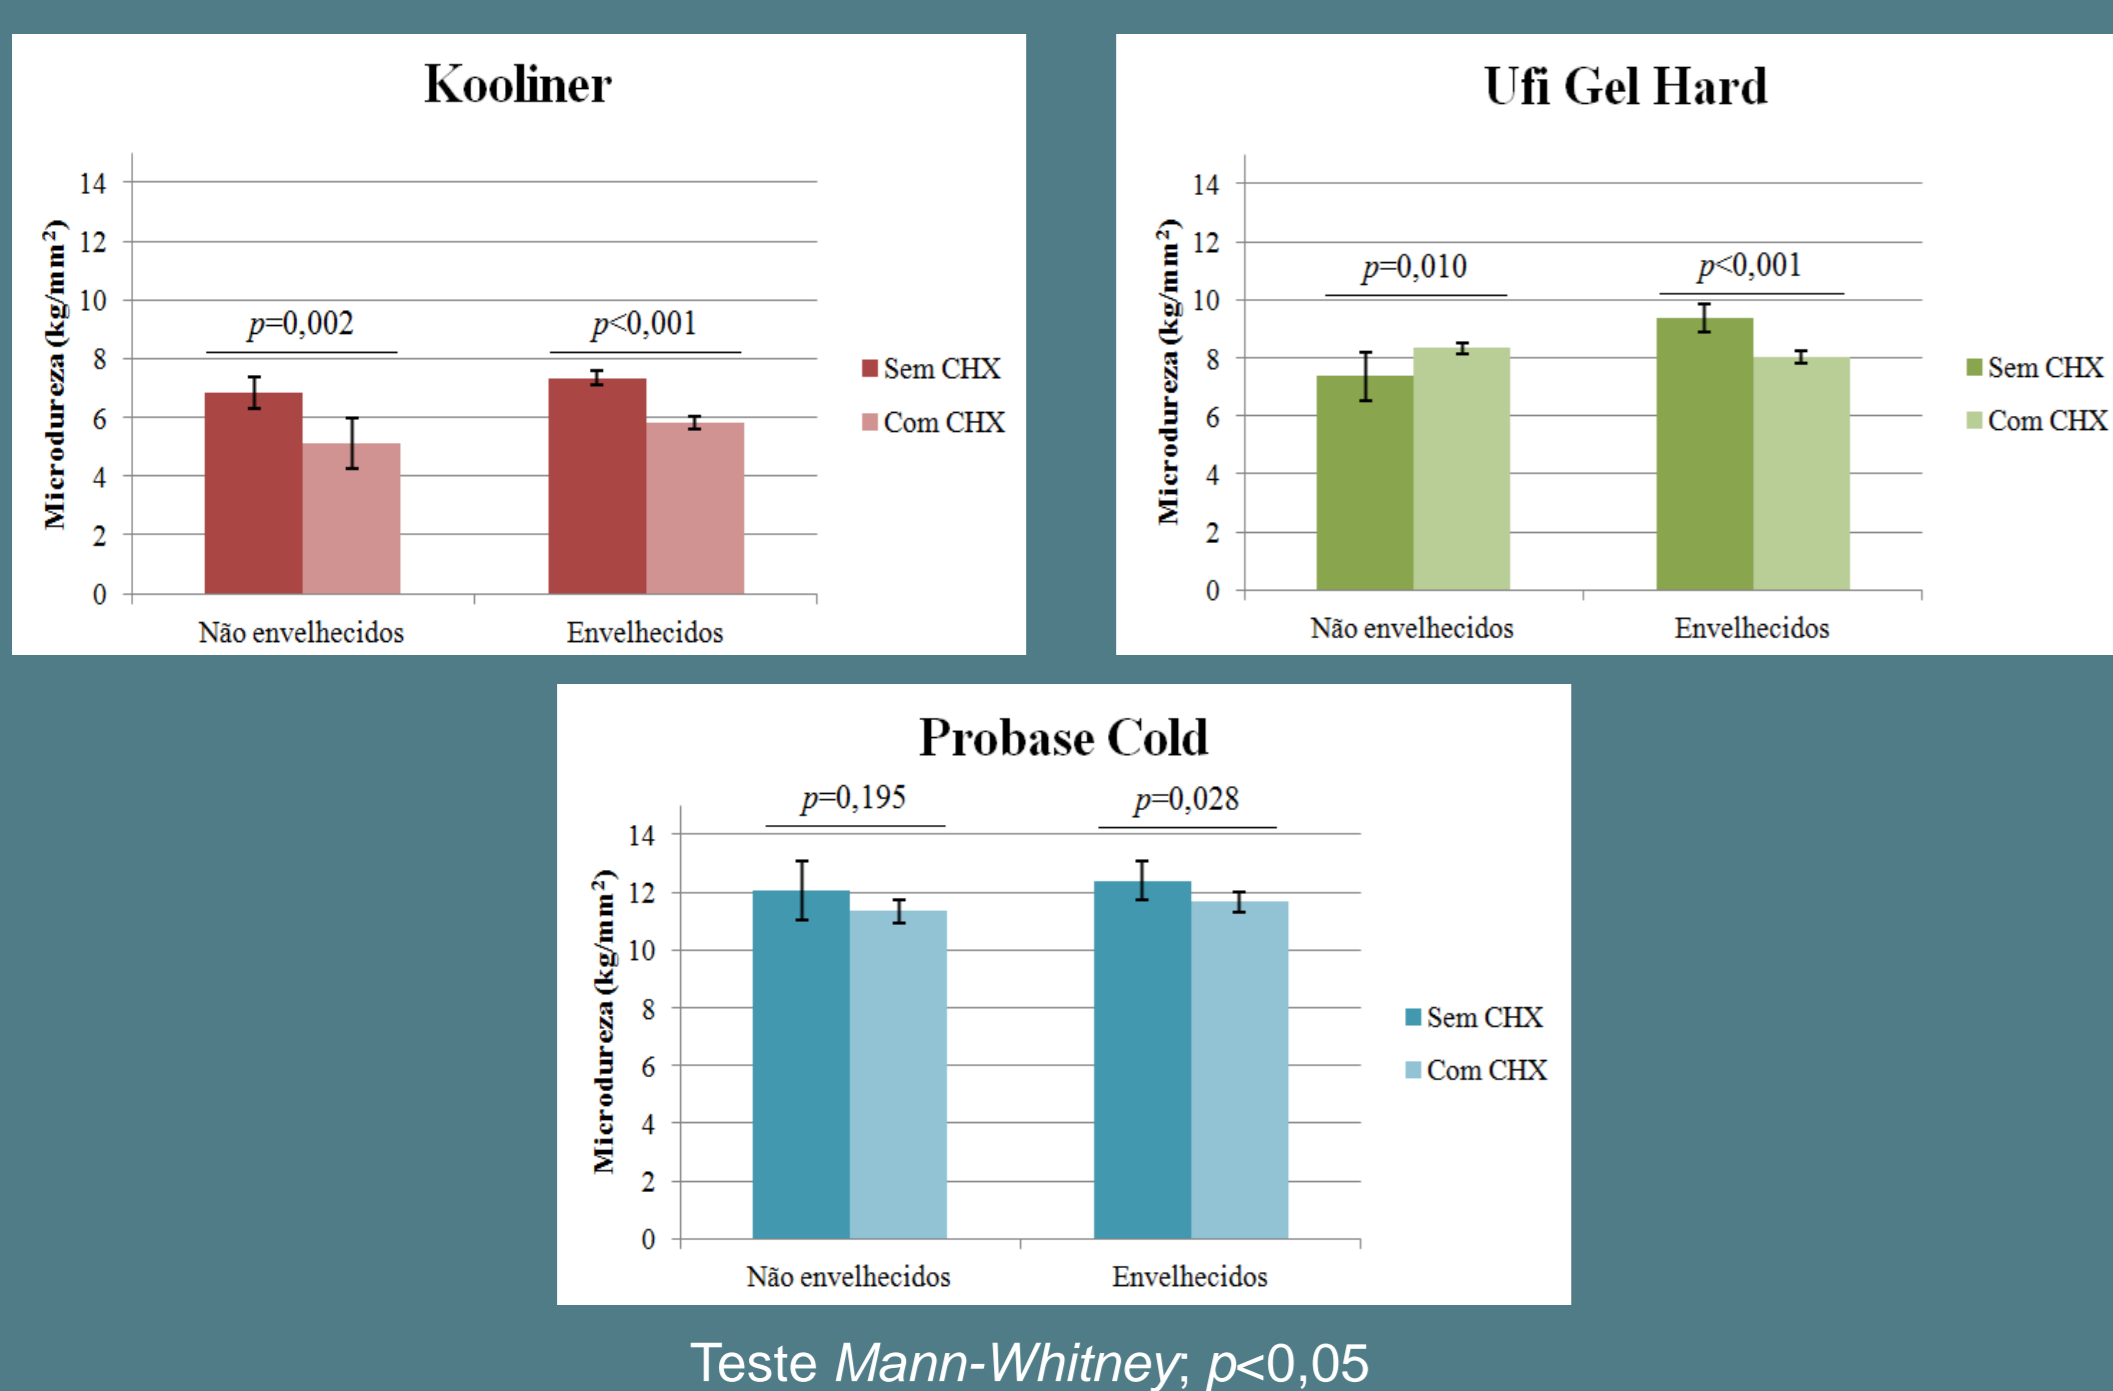 Kooliner
Microdureza (kg/mm²)
14
12
10
8
6
4
2
0
p=0,002
p<0,001
Não envelhecidos
Envelhecidos
Sem CHX
Com CHX
Ufi Gel Hard
Microdureza (kg/mm²)
14
12
10
8
6
4
2
0
p=0,010
p<0,001
Não envelhecidos
Envelhecidos
Sem CHX
Com CHX
Probase Cold
Microdureza (kg/mm²)
14
12
10
8
6
4
2
0
p=0,195
p=0,028
Não envelhecidos
Envelhecidos
Sem CHX
Com CHX
Teste Mann-Whitney; p<0,05